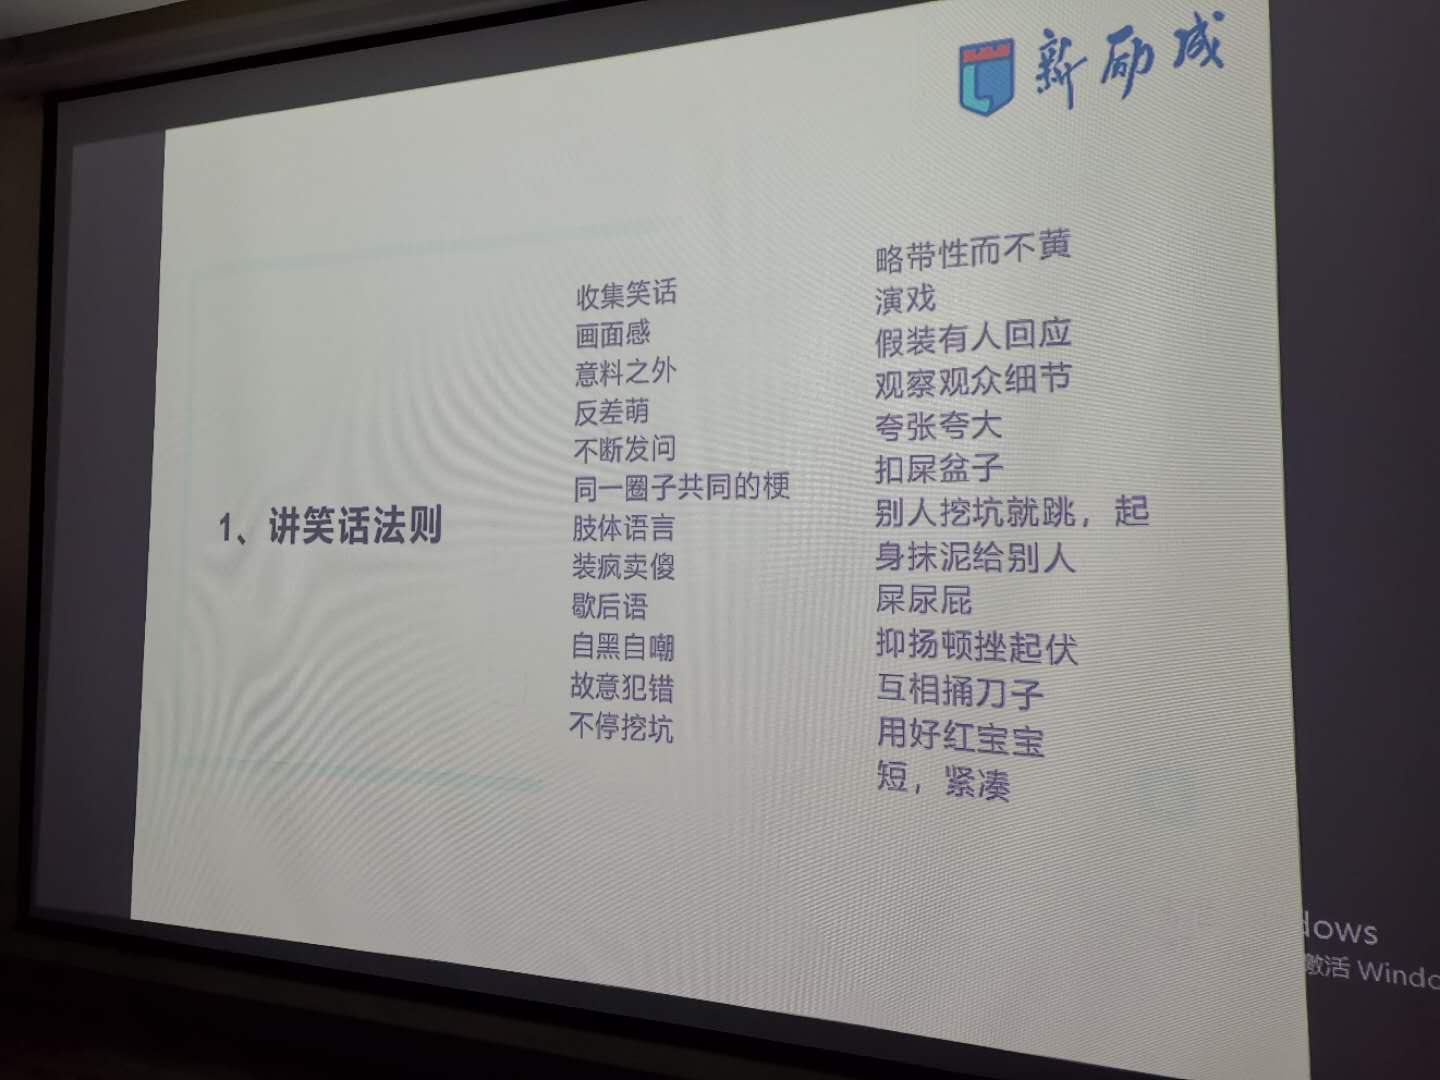 新励成
1、讲笑话法则
收集笑话
画面感
意料之外
反差萌
不断发问
同一圈子共同的梗
肢体语言
装疯卖傻
歇后语
自黑自嘲
故意犯错
不停挖坑
略带性而不黄
演戏
假装有人回应
观察观众细节
夸张夸大
扣屎盆子
别人挖坑就跳，起
身抹泥给别人
屎尿屁
抑扬顿挫起伏
互相捅刀子
用好红宝宝
短，紧凑
dows
激活 Windo